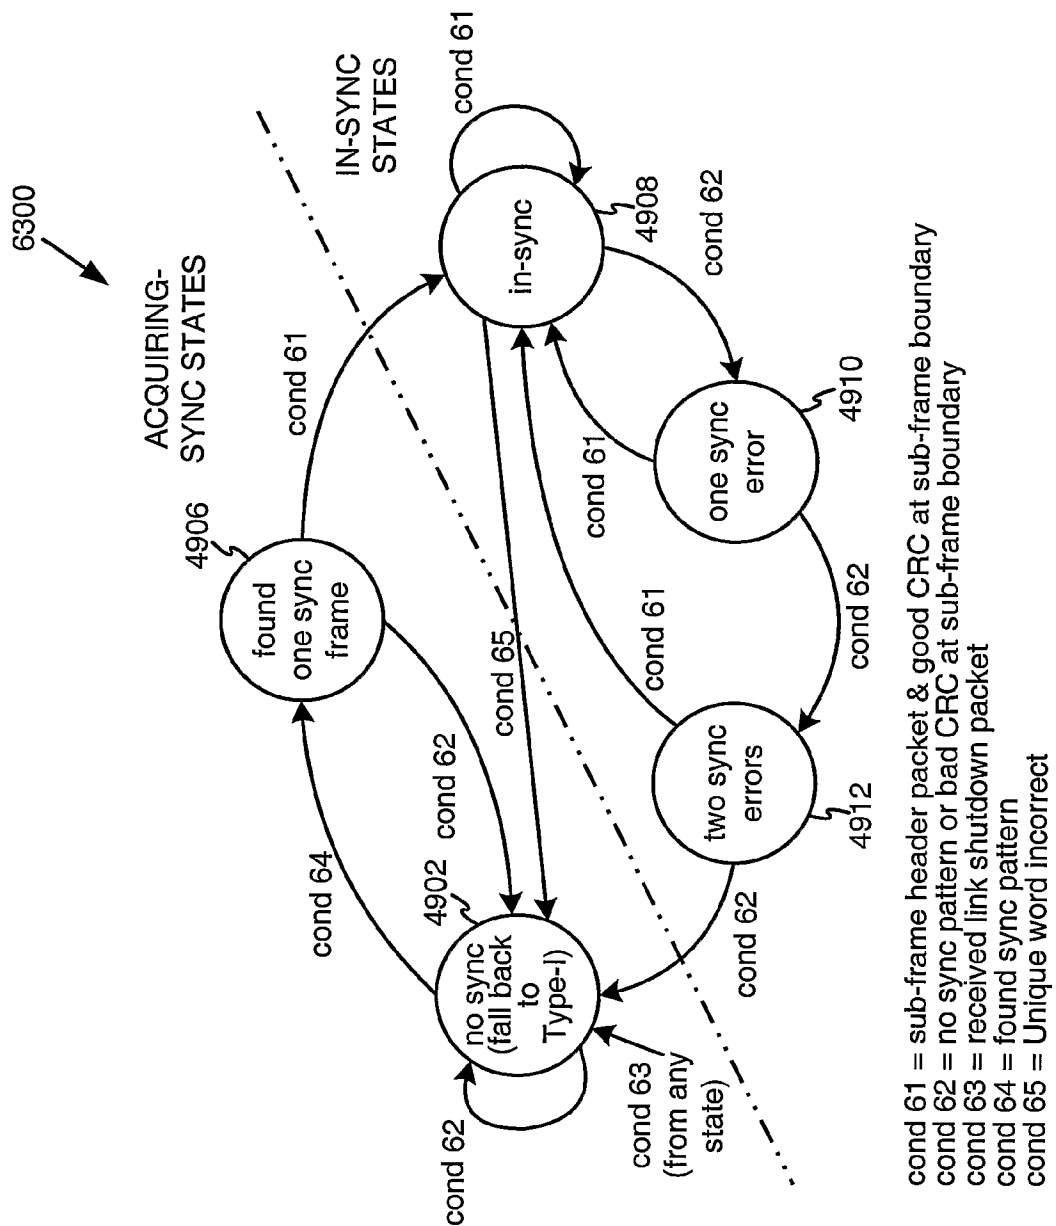 6300
ACQUIRING-
SYNC STATES
IN-SYNC
STATES
4906
found
one sync
frame
cond 61
cond 61
cond 64
cond 62
cond 65
4902
no sync
(fall back
to
Type-I)
cond 62
cond 63
(from any
state)
in-sync
4908
cond 62
cond 61
cond 61
one sync
error
4910
cond 62
two sync
errors
4912
cond 62
cond 61 = sub-frame header packet & good CRC at sub-frame boundary
cond 62 = no sync pattern or bad CRC at sub-frame boundary
cond 63 = received link shutdown packet
cond 64 = found sync pattern
cond 65 = Unique word incorrect